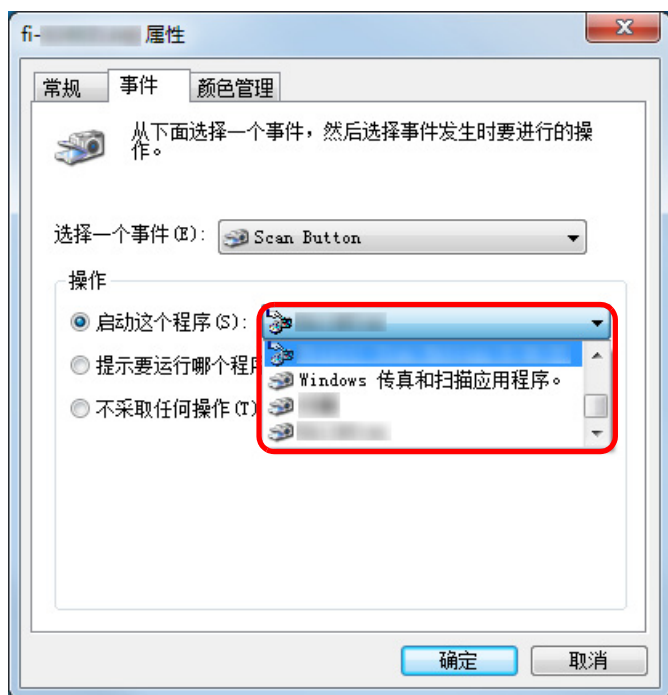 fi- 属性
常规 事件 颜色管理
从下面选择一个事件，然后选择事件发生时要进行的操
作。
选择一个事件(E): Scan Button
操作
启动这个程序(S):
提示要运行哪个程
Windows 传真和扫描应用程序。
不采取任何操作(T)
确定 取消